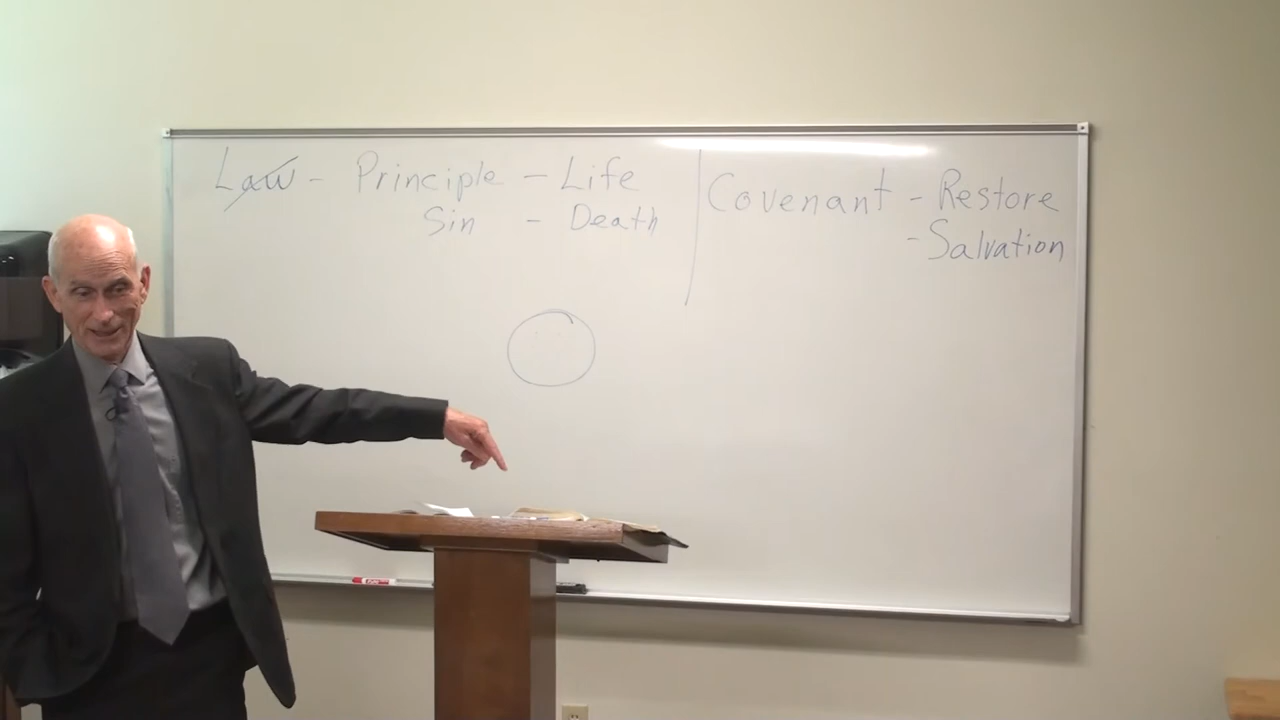 Law - Principle - Life
Sin - Death
Covenant - Restore
- Salvation